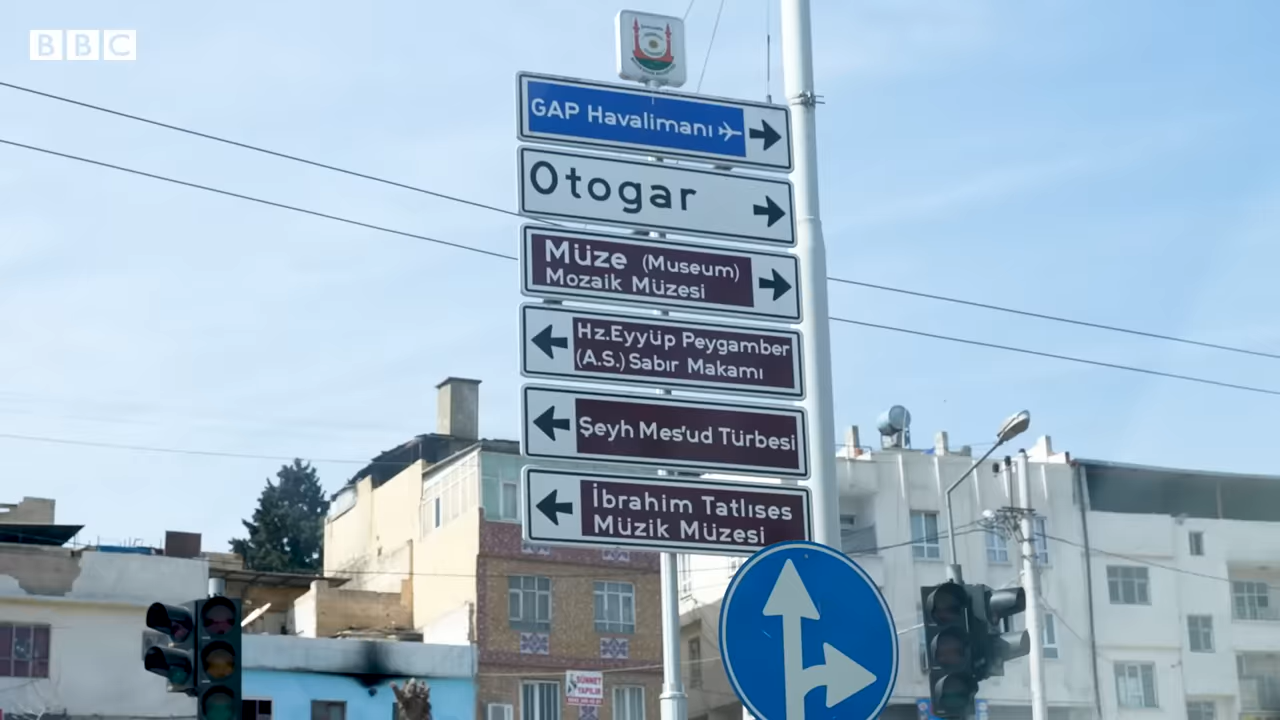 BBC
GAP Havalimanı
Otogar
Müze (Museum)
Mozaik Müzesi
Hz.Eyyüp Peygamber
(A.S.) Sabır Makamı
Şeyh Mes'ud Türbesi
İbrahim Tatlıses
Müzik Müzesi
SÜNNET
YAPILIR